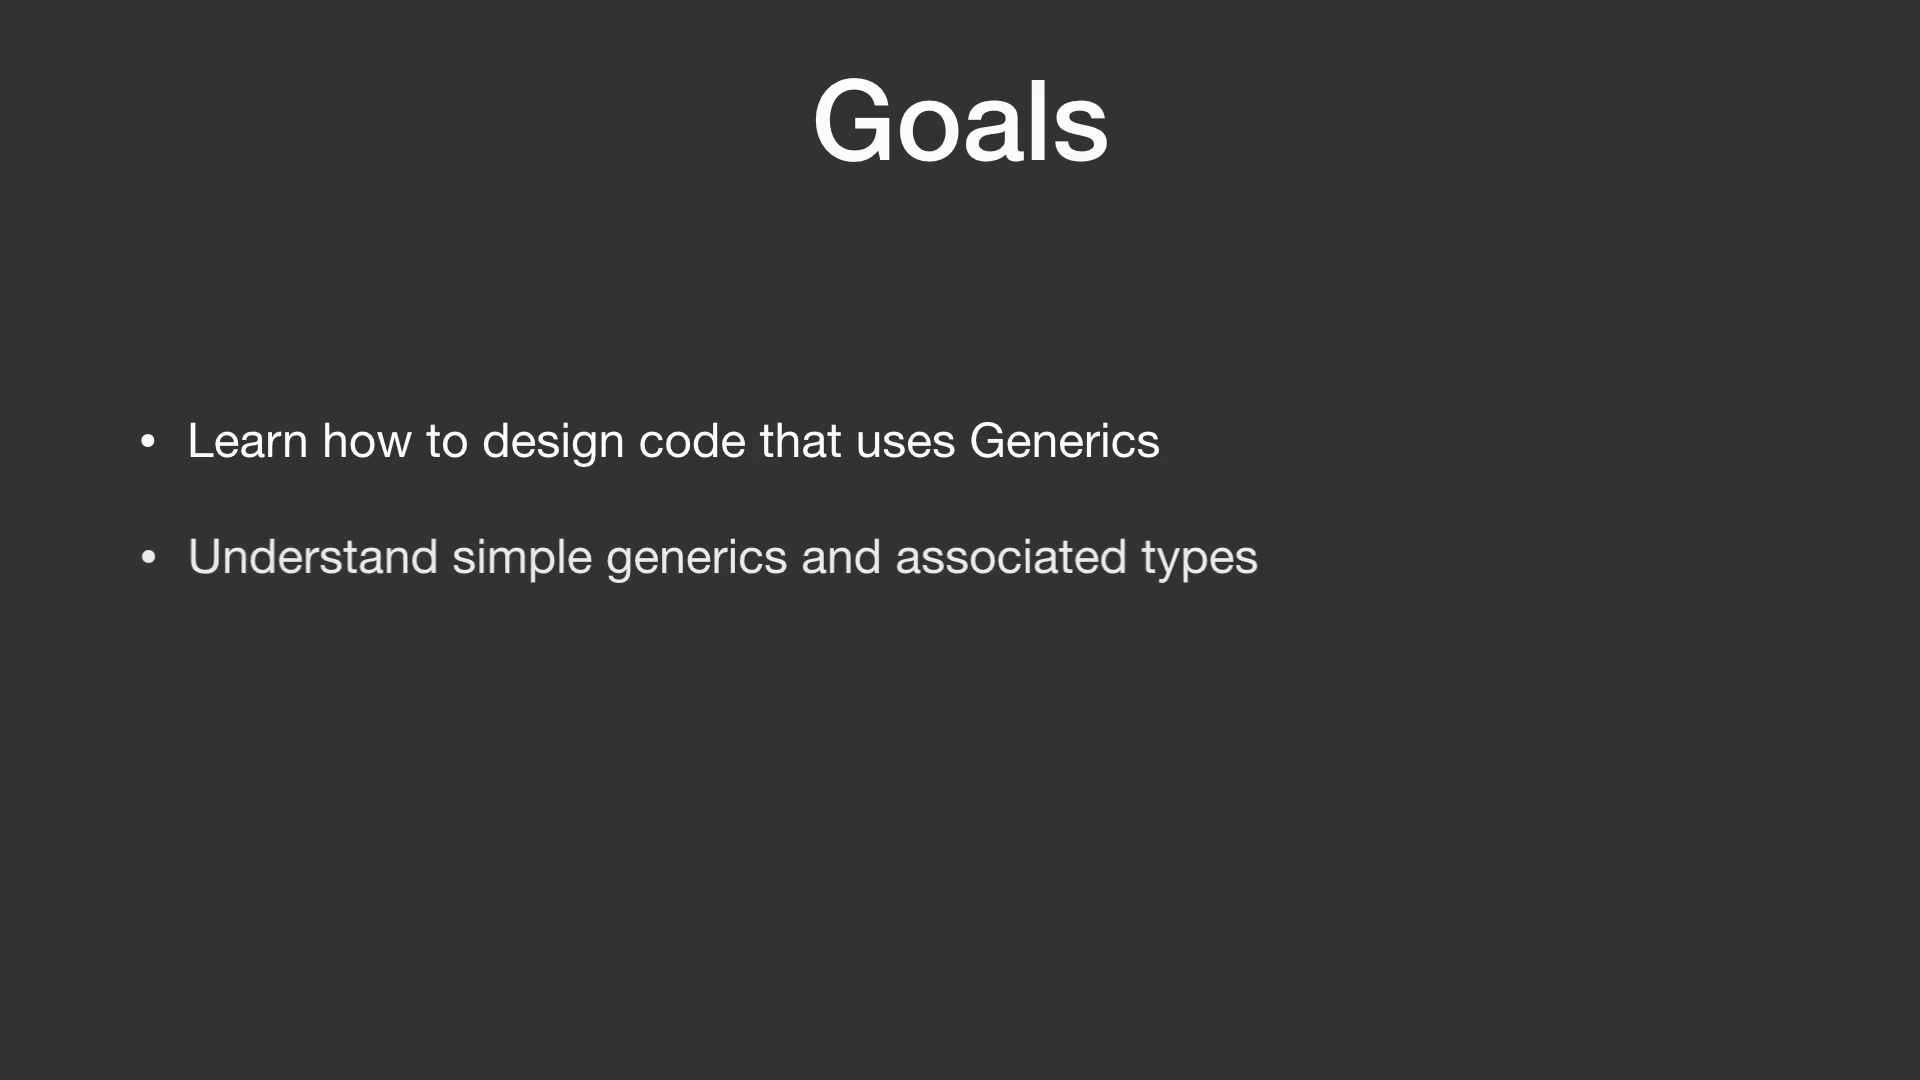 Goals
• Learn how to design code that uses Generics
• Understand simple generics and associated types